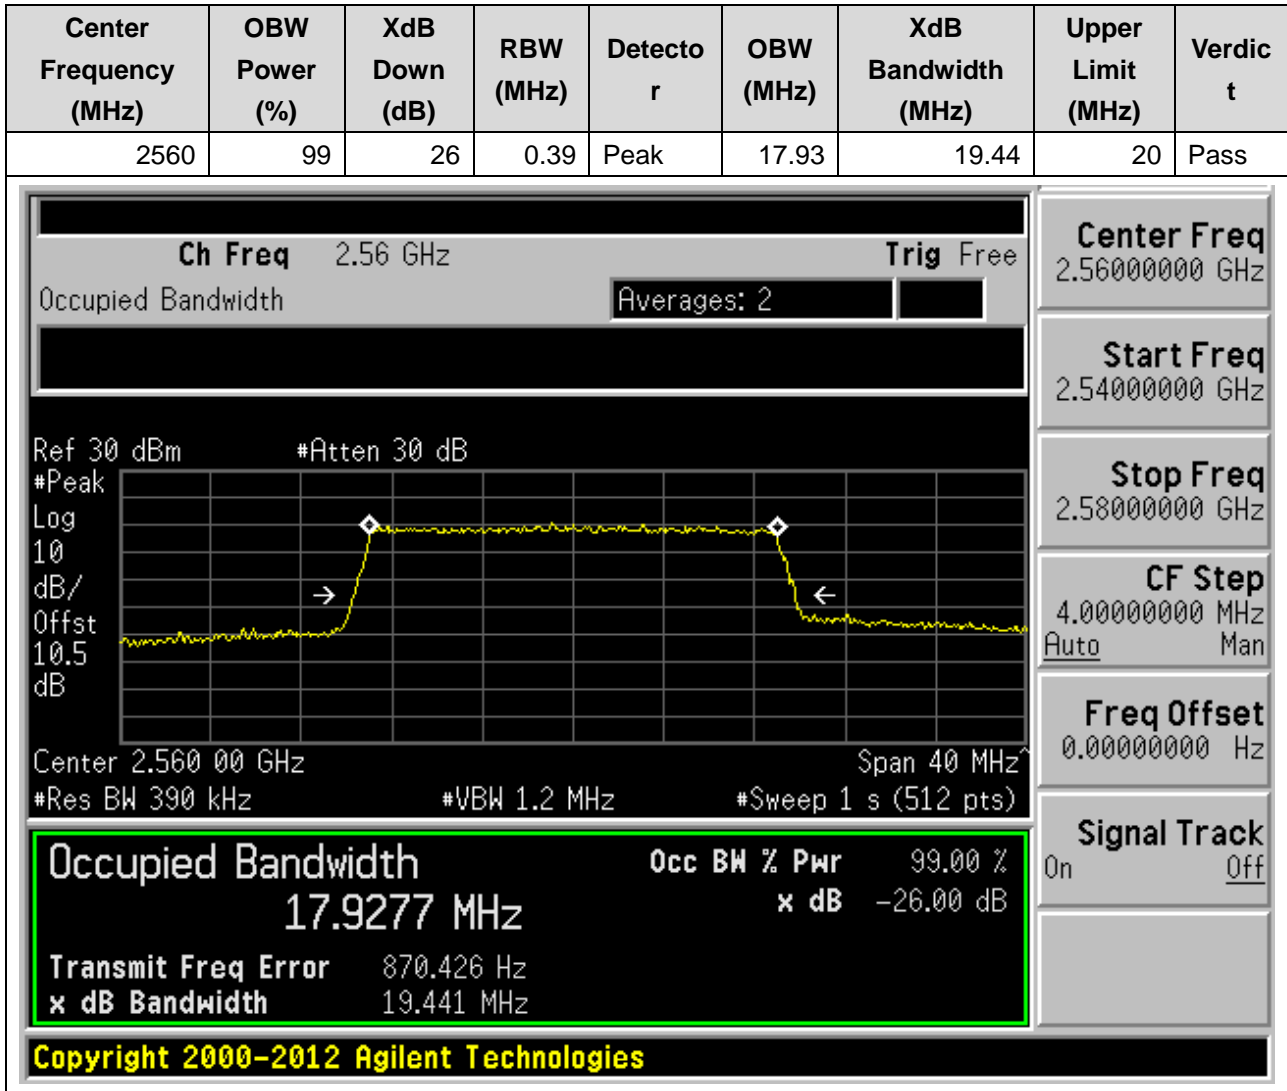 Center Frequency (MHz) OBW Power (%) XdB Down (dB) RBW (MHz) Detecto r OBW (MHz) XdB Bandwidth (MHz) Upper Limit (MHz) Verdic t
2560 99 26 0.39 Peak 17.93 19.44 20 Pass
Ch Freq 2.56 GHz Trig Free
Occupied Bandwidth Averages: 2
Ref 30 dBm #Atten 30 dB
#Peak
Log
10
dB/
Offst
10.5
dB
Center 2.560 00 GHz Span 40 MHz^
#Res BW 390 kHz #VBW 1.2 MHz #Sweep 1 s (512 pts)
Occupied Bandwidth Occ BW % Pwr 99.00 %
17.9277 MHz x dB -26.00 dB
Transmit Freq Error 870.426 Hz
x dB Bandwidth 19.441 MHz
Copyright 2000-2012 Agilent Technologies
Center Freq
2.56000000 GHz
Start Freq
2.54000000 GHz
Stop Freq
2.58000000 GHz
CF Step
4.00000000 MHz
Auto Man
Freq Offset
0.00000000 Hz
Signal Track
On Off